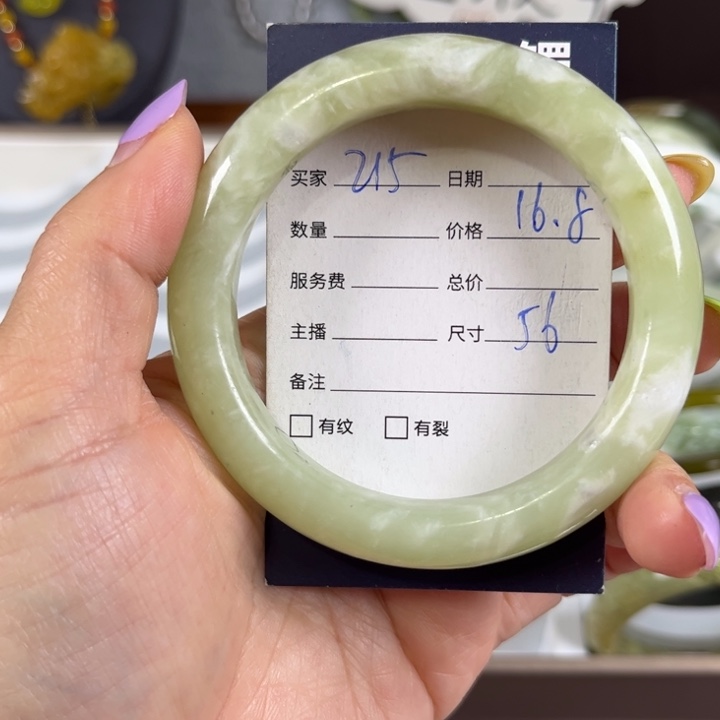 买家 215 日期
数量 价格 16.8
服务费 总价
主播 尺寸 56
备注
□ 有纹 □ 有裂